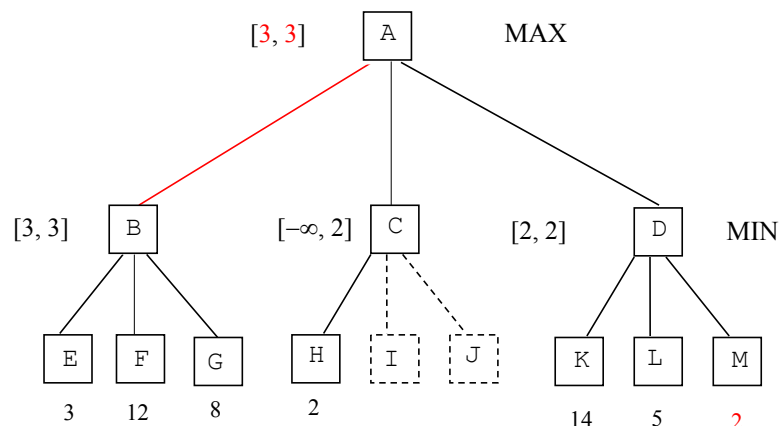 [3, 3] A MAX
[3, 3] B [−∞, 2] C [2, 2] D MIN
E F G H I J K L M
3 12 8 2 14 5 2